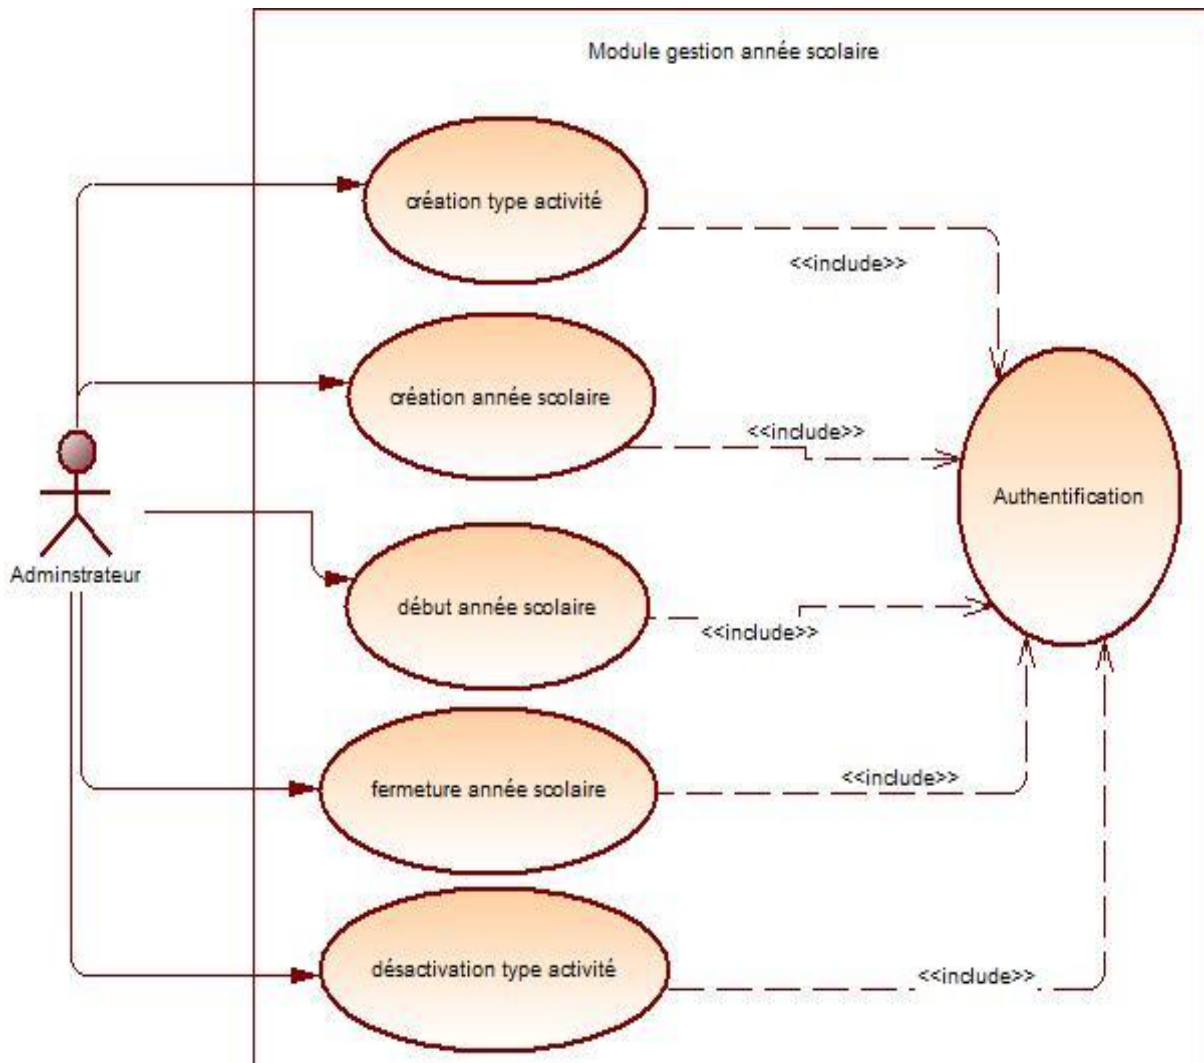 Module gestion année scolaire
création type activité
<<include>>
création année scolaire
<<include>>
Authentification
Adminstrateur
début année scolaire
<<include>>
fermeture année scolaire
<<include>>
désactivation type activité
<<include>>